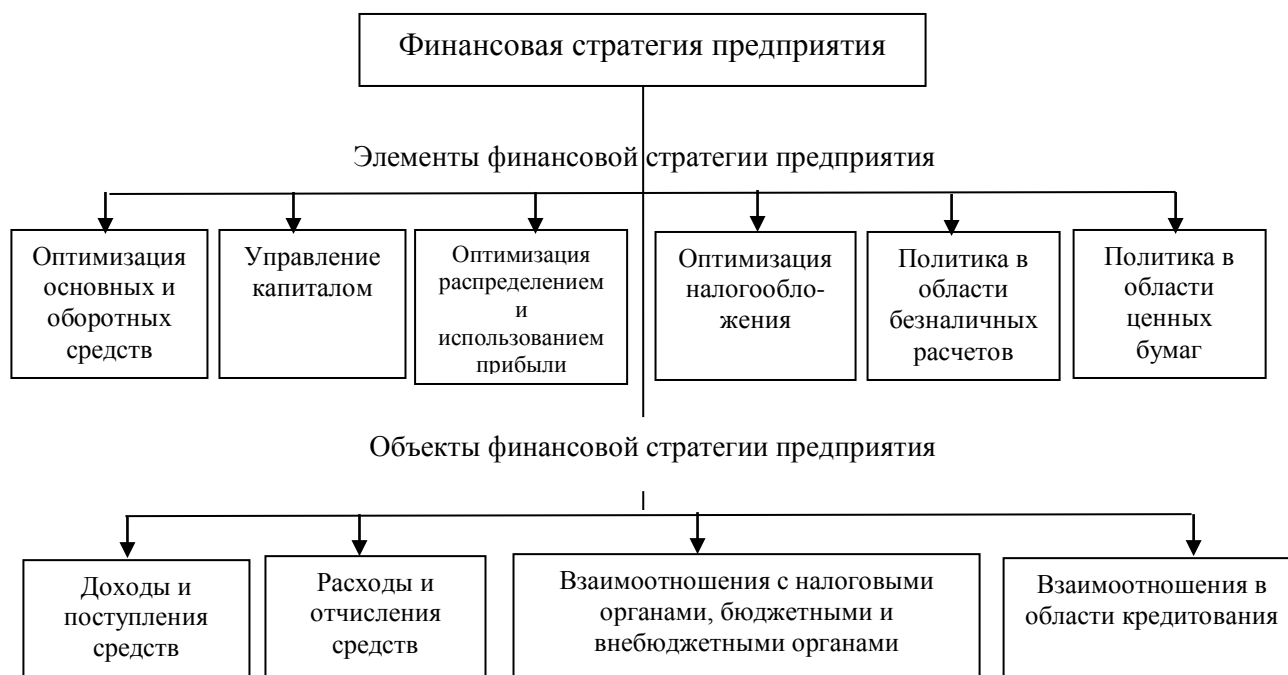 Финансовая стратегия предприятия
Элементы финансовой стратегии предприятия
Оптимизация
основных и
оборотных
средств
Управление
капиталом
Оптимизация
распределением
и
использованием
прибыли
Оптимизация
налогообло-
жения
Политика в
области
безналичных
расчетов
Политика в
области
ценных
бумаг
Объекты финансовой стратегии предприятия
Доходы и
поступления
средств
Расходы и
отчисления
средств
Взаимоотношения с налоговыми
органами, бюджетными и
внебюджетными органами
Взаимоотношения в
области кредитования